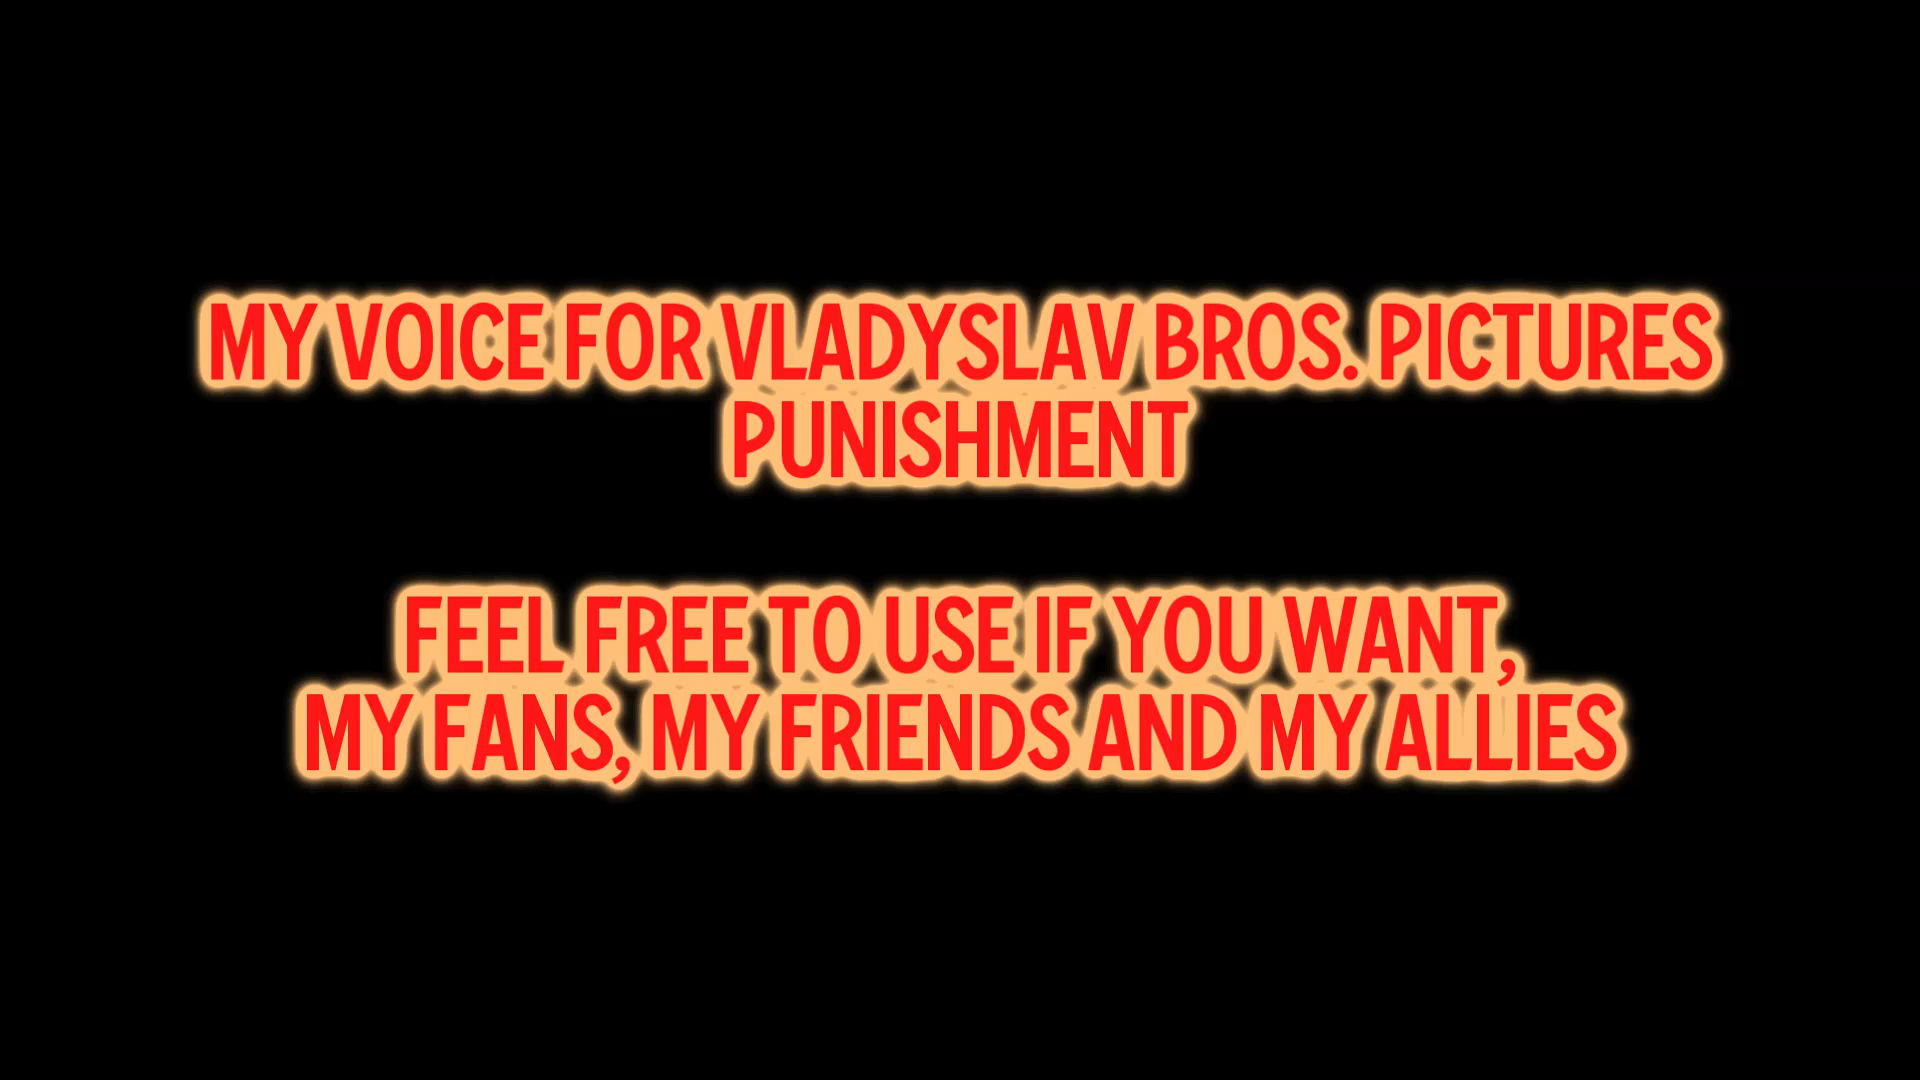 MY VOICE FOR VLADYSLAV BROS. PICTURES
PUNISHMENT
FEEL FREE TO USE IF YOU WANT,
MY FANS, MY FRIENDS AND MY ALLIES